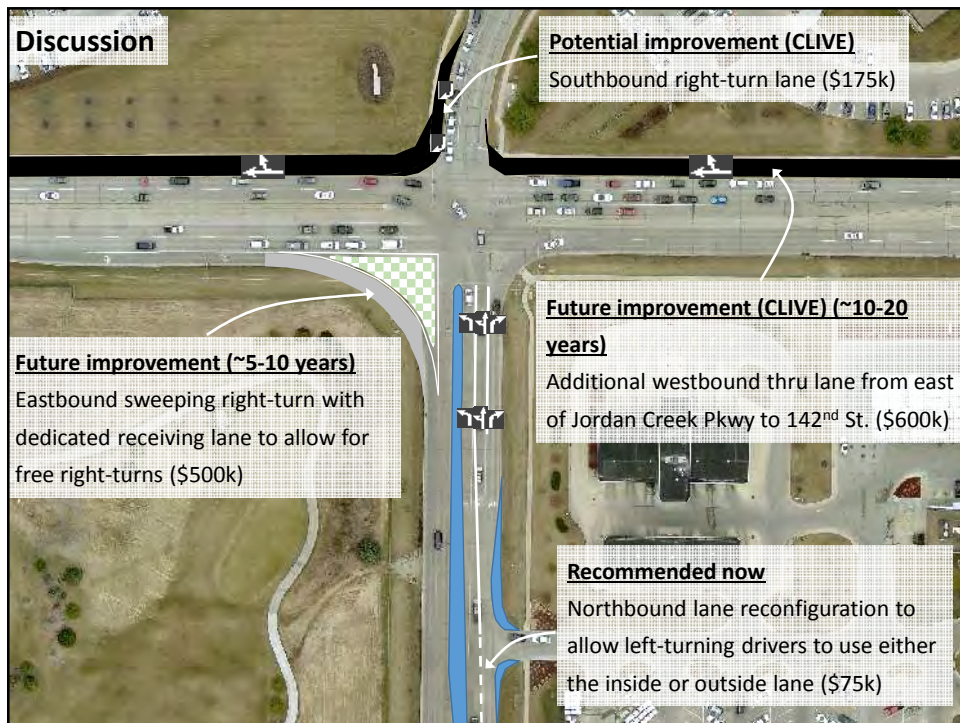 Discussion
Potential improvement (CLIVE)
Southbound right-turn lane ($175k)
Future improvement (~5-10 years)
Eastbound sweeping right-turn with
dedicated receiving lane to allow for
free right-turns ($500k)
Future improvement (CLIVE) (~10-20
years)
Additional westbound thru lane from east
of Jordan Creek Pkwy to 142nd St. ($600k)
Recommended now
Northbound lane reconfiguration to
allow left-turning drivers to use either
the inside or outside lane ($75k)